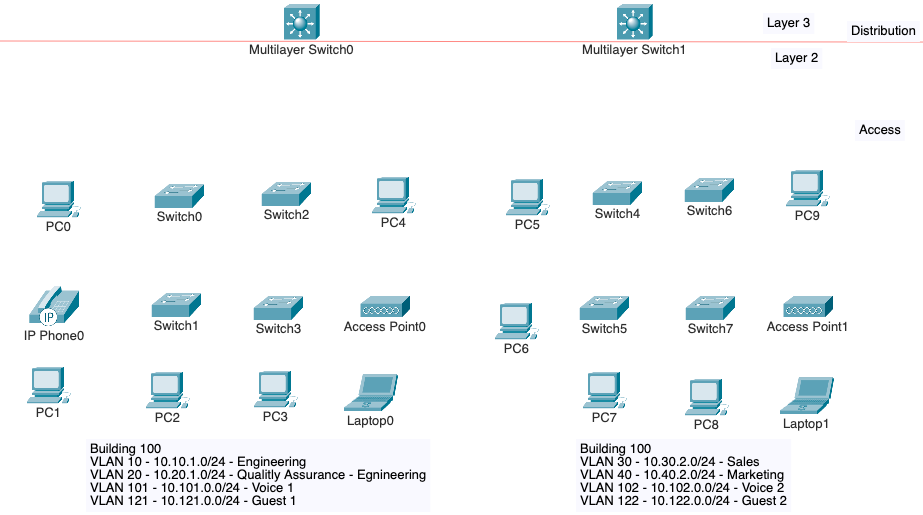 Layer 3
Distribution
Multilayer Switch0
Multilayer Switch1
Layer 2
Access
PC0
Switch0
Switch2
PC4
PC5
Switch4
Switch6
PC9
IP
IP Phone0
Switch1
Switch3
Access Point0
PC6
Switch5
Switch7
Access Point1
PC1
PC2
PC3
Laptop0
PC7
PC8
Laptop1
Building 100
VLAN 10 - 10.10.1.0/24 - Engineering
VLAN 20 - 10.20.1.0/24 - Qualitly Assurance - Egnineering
VLAN 101 - 10.101.0.0/24 - Voice 1
VLAN 121 - 10.121.0.0/24 - Guest 1
Building 100
VLAN 30 - 10.30.2.0/24 - Sales
VLAN 40 - 10.40.2.0/24 - Marketing
VLAN 102 - 10.102.0.0/24 - Voice 2
VLAN 122 - 10.122.0.0/24 - Guest 2